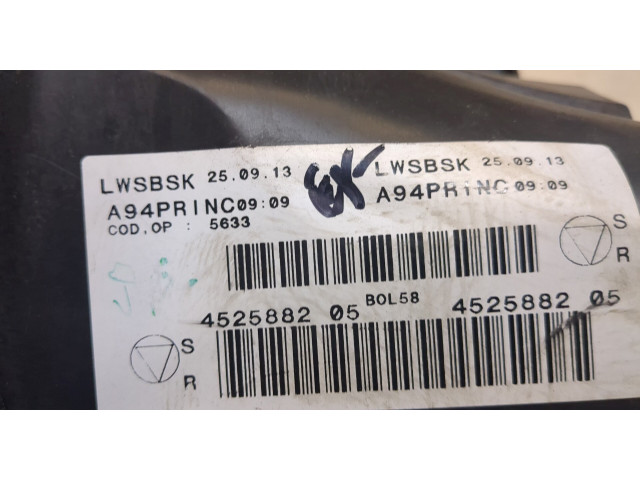 LWSBSK 25.09.13 LWSBSK 25.09.13
A94PRINC09:09 A94PRINC09:09
COD.OP : 5633
S
R
4525882 05 BOL58 4525882 05
S
R